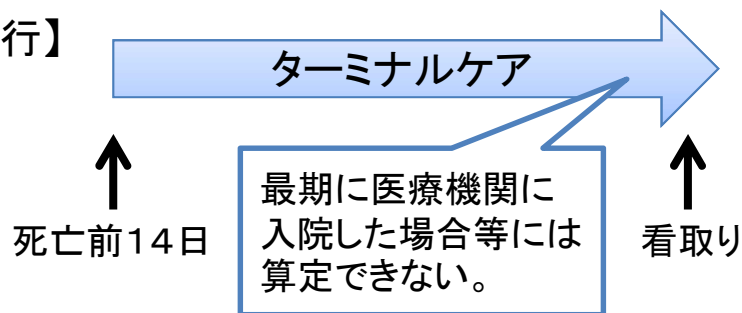 行】
ターミナルケア
最期に医療機関に
入院した場合等には
算定できない。
死亡前14日
看取り